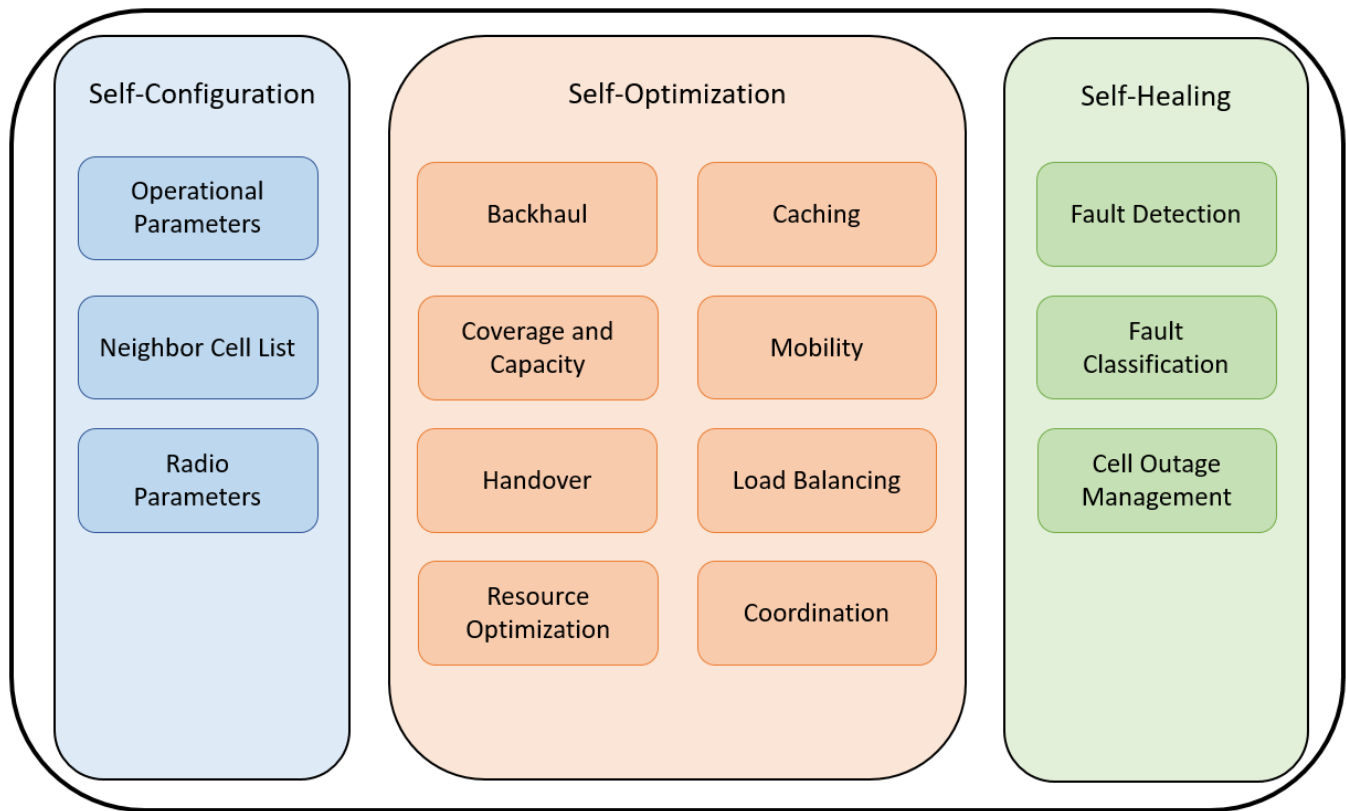 Self-Configuration
Operational
Parameters
Neighbor Cell List
Radio
Parameters
Self-Optimization
Backhaul
Caching
Coverage and
Capacity
Mobility
Handover
Load Balancing
Resource
Optimization
Coordination
Self-Healing
Fault Detection
Fault
Classification
Cell Outage
Management